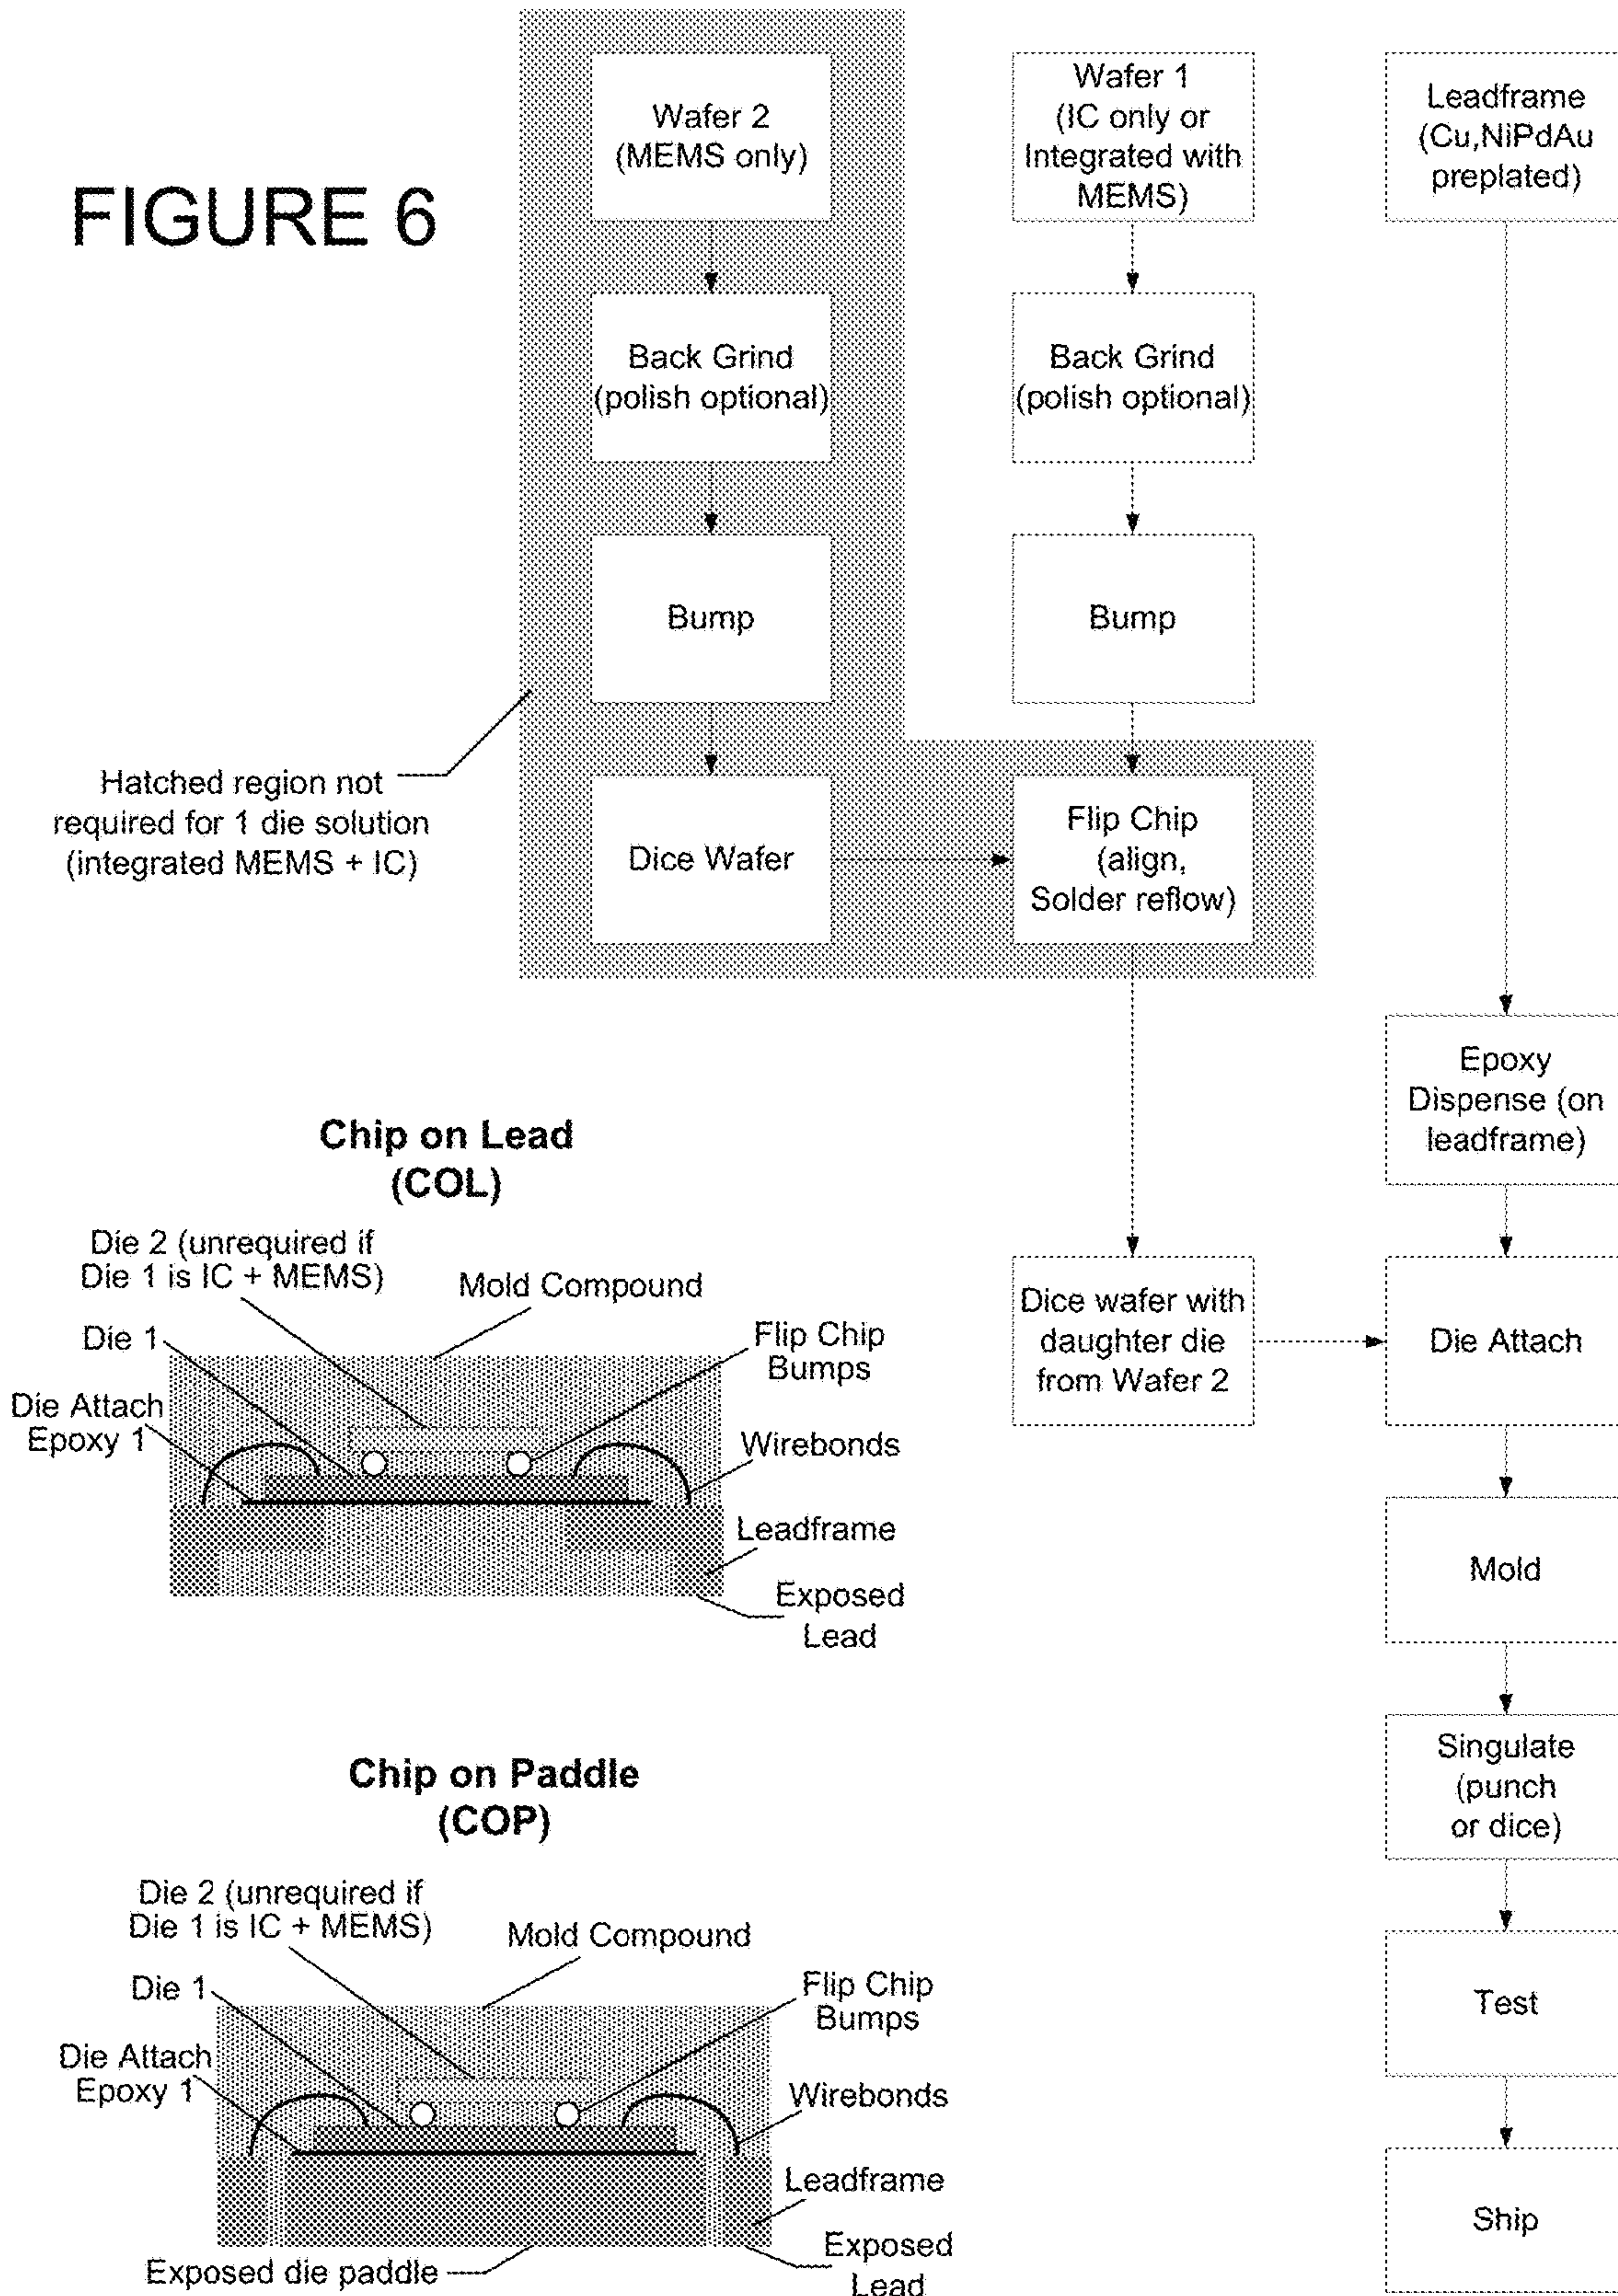 FIGURE 6
Wafer 2
(MEMS only)
Back Grind
(polish optional)
Bump
Dice Wafer
Wafer 1
(IC only or
Integrated with
MEMS)
Back Grind
(polish optional)
Bump
Flip Chip
(align,
Solder reflow)
Dice wafer with
daughter die
from Wafer 2
Leadframe
(Cu,NiPdAu
preplated)
Epoxy
Dispense (on
leadframe)
Die Attach
Mold
Singulate
(punch
or dice)
Test
Ship
Hatched region not
required for 1 die solution
(integrated MEMS + IC)
Chip on Lead
(COL)
Die 2 (unrequired if
Die 1 is IC + MEMS)
Mold Compound
Die 1
Flip Chip
Bumps
Die Attach
Epoxy 1
Wirebonds
Leadframe
Exposed
Lead
Chip on Paddle
(COP)
Die 2 (unrequired if
Die 1 is IC + MEMS)
Mold Compound
Die 1
Flip Chip
Bumps
Die Attach
Epoxy 1
Wirebonds
Leadframe
Exposed
Lead
Exposed die paddle